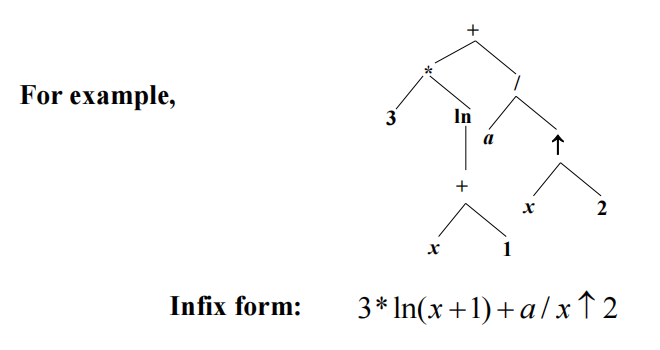 +
* /
For example,
3 ln a ↑
+ x 2
x 1
Infix form: 3*ln(x+1)+a/x↑2